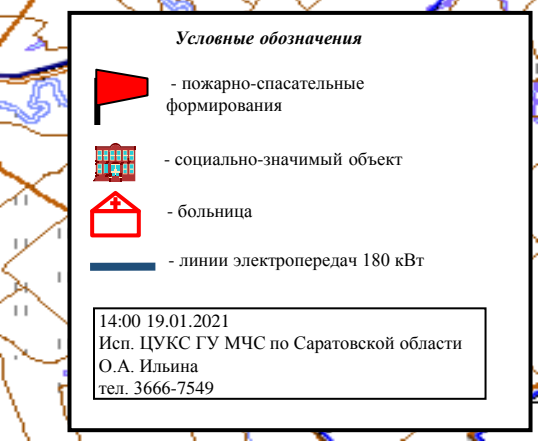 Условные обозначения
- пожарно-спасательные
формирования
- социально-значимый объект
- больница
- линии электропередач 180 кВт
14:00 19.01.2021
Исп. ЦУКС ГУ МЧС по Саратовской области
О.А. Ильина
тел. 3666-7549